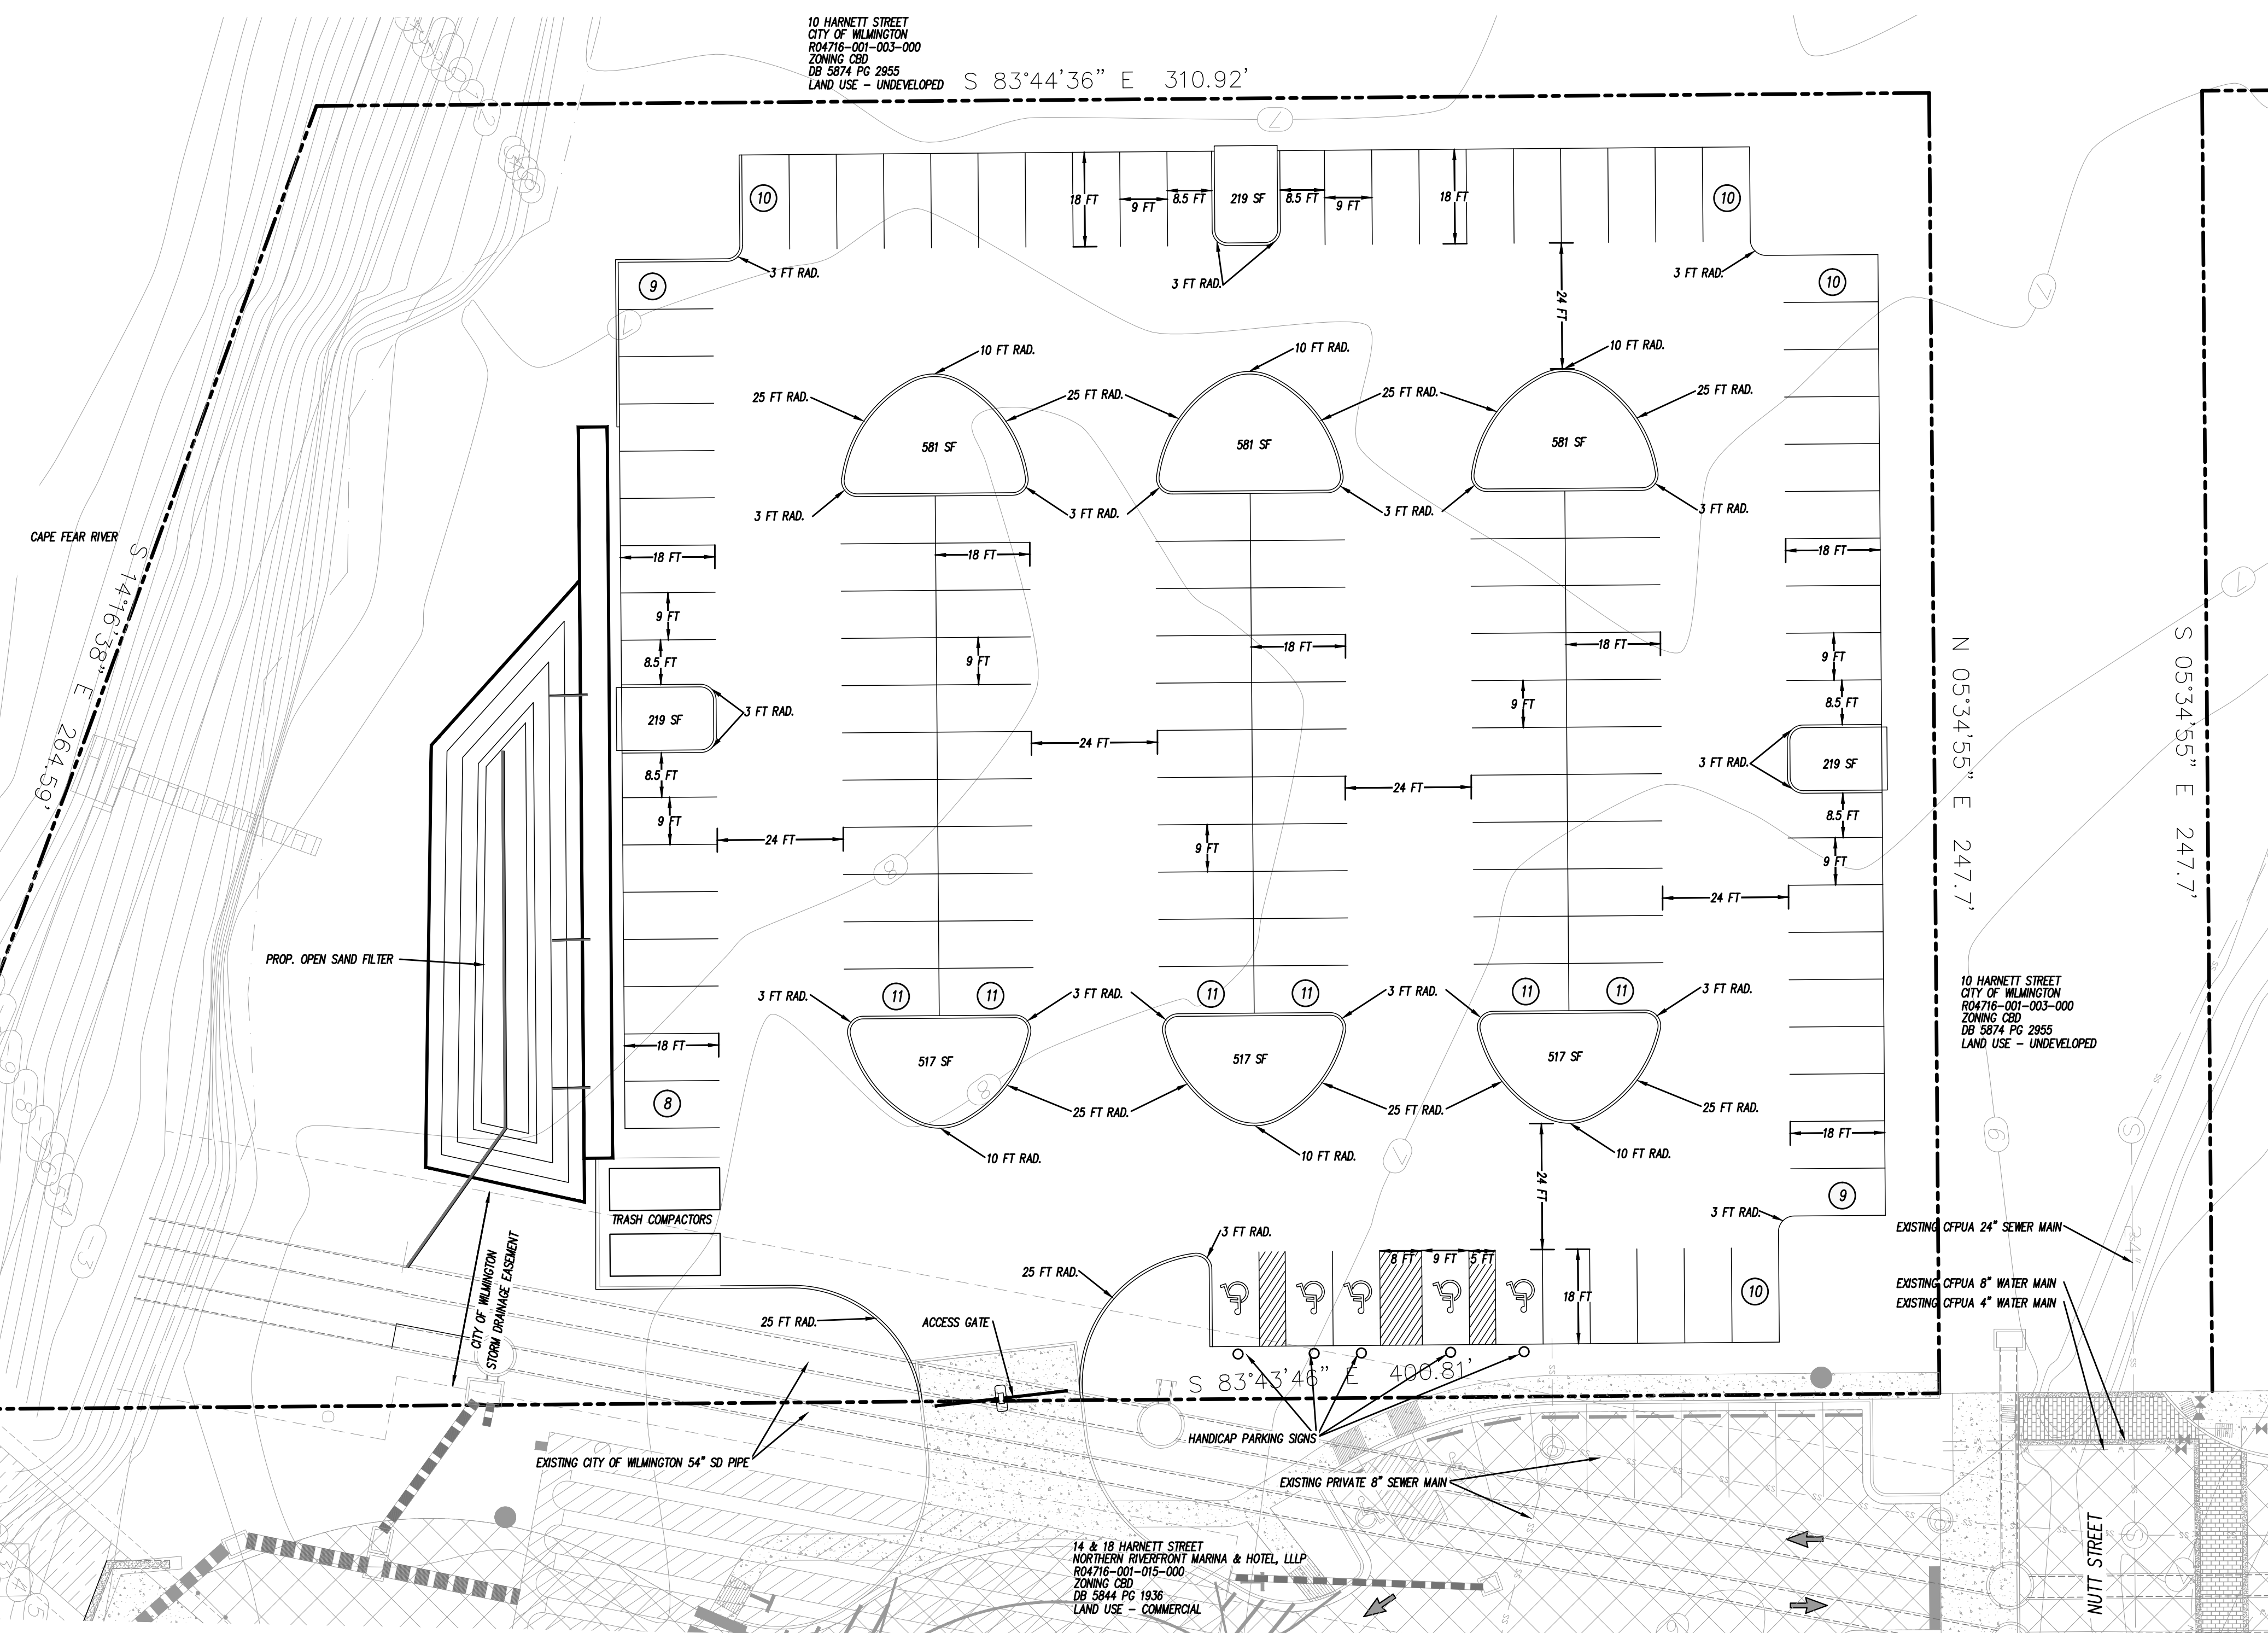 10 HARNETT STREET
CITY OF WILMINGTON
R04716-001-003-000
ZONING CBD
DB 5874 PG 2955
LAND USE - UNDEVELOPED
S 83°44'36" E 310.92'
7
10
18 FT
9 FT
8.5 FT
219 SF
8.5 FT
9 FT
18 FT
10
3 FT RAD.
3 FT RAD.
3 FT RAD.
9
10
7
7
24 FT
10 FT RAD.
10 FT RAD.
10 FT RAD.
25 FT RAD.
25 FT RAD.
25 FT RAD.
25 FT RAD.
581 SF
581 SF
581 SF
3 FT RAD.
3 FT RAD.
3 FT RAD.
3 FT RAD.
CAPE FEAR RIVER
S 14°16'38" E 264.59'
18 FT
18 FT
18 FT
18 FT
18 FT
9 FT
8.5 FT
9 FT
9 FT
9 FT
8.5 FT
7
N 05°34'55" E 247.7'
S 05°34'55" E 247.7'
219 SF
3 FT RAD.
24 FT
24 FT
3 FT RAD.
219 SF
8.5 FT
9 FT
24 FT
9 FT
8.5 FT
9 FT
24 FT
8
PROP. OPEN SAND FILTER
3 FT RAD.
11
11
3 FT RAD.
11
11
3 FT RAD.
11
11
3 FT RAD.
10 HARNETT STREET
CITY OF WILMINGTON
R04716-001-003-000
ZONING CBD
DB 5874 PG 2955
LAND USE - UNDEVELOPED
18 FT
517 SF
517 SF
517 SF
8
8
25 FT RAD.
25 FT RAD.
25 FT RAD.
18 FT
7
6
S
10 FT RAD.
10 FT RAD.
10 FT RAD.
24 FT
9
3 FT RAD.
TRASH COMPACTORS
3 FT RAD.
EXISTING CFPUA 24" SEWER MAIN
24"
CITY OF WILMINGTON
STORM DRAINAGE EASEMENT
25 FT RAD.
8 FT
9 FT
5 FT
18 FT
10
EXISTING CFPUA 8" WATER MAIN
EXISTING CFPUA 4" WATER MAIN
25 FT RAD.
ACCESS GATE
S 83°43'46" E 400.81'
HANDICAP PARKING SIGNS
EXISTING CITY OF WILMINGTON 54" SD PIPE
EXISTING PRIVATE 8" SEWER MAIN
14 & 18 HARNETT STREET
NORTHERN RIVERFRONT MARINA & HOTEL, LLLP
R04716-001-015-000
ZONING CBD
DB 5844 PG 1936
LAND USE - COMMERCIAL
NUTT STREET